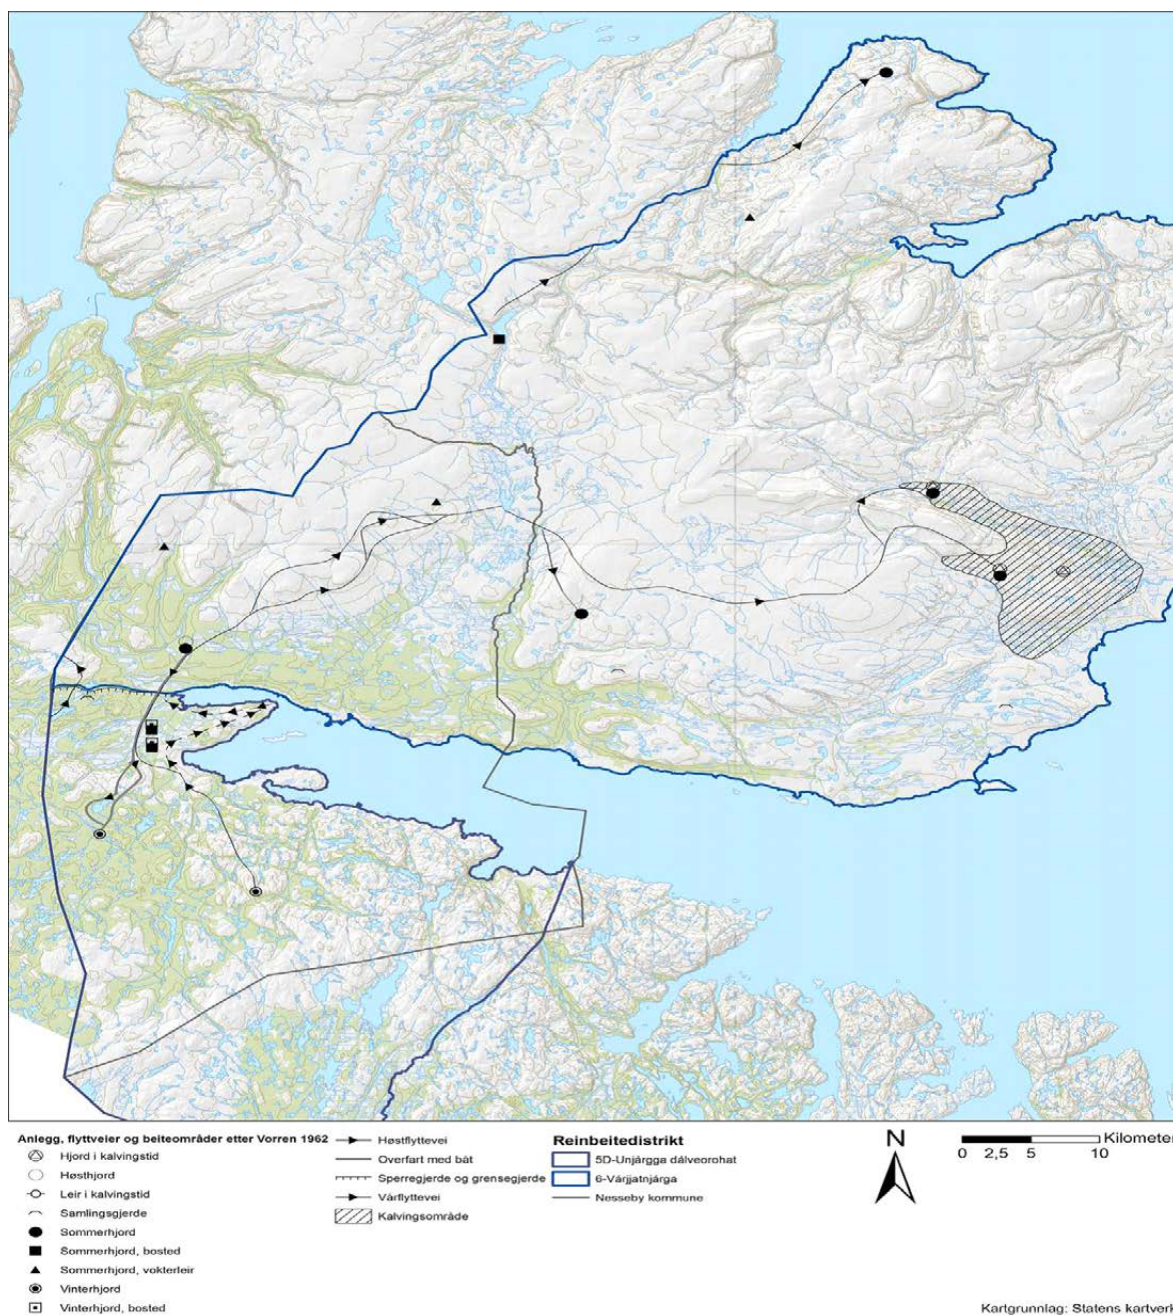 Anlegg, flyttveier og beiteområder etter Vorren 1962
Hjord i kalvingstid
Høsthjord
Leir i kalvingstid
Samlingsgjerde
Sommerhjord
Sommerhjord, bosted
Sommerhjord, vokterleir
Vinterhjord
Vinterhjord, bosted
Høstflyttevei
Overfart med båt
Sperregjerde og grensegjerde
Vårflyttevei
Kalvingsområde
Reinbeitedistrikt
5D-Unjárgga dálveorohat
6-Várjjatnjárga
Nesseby kommune
N
Kilometer
0 2,5 5 10
Kartgrunnlag: Statens kartverk